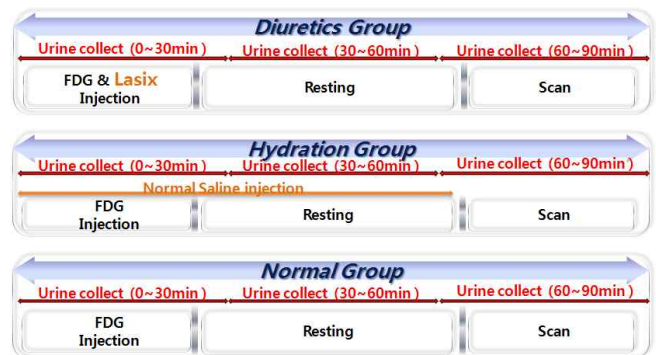 Diuretics Group
Urine collect (0~30min) Urine collect (30~60min) Urine collect (60~90min)
FDG & Lasix
Injection
Resting
Scan
Hydration Group
Urine collect (0~30min) Urine collect (30~60min) Urine collect (60~90min)
Normal Saline injection
FDG
Injection
Resting
Scan
Normal Group
Urine collect (0~30min) Urine collect (30~60min) Urine collect (60~90min)
FDG
Injection
Resting
Scan